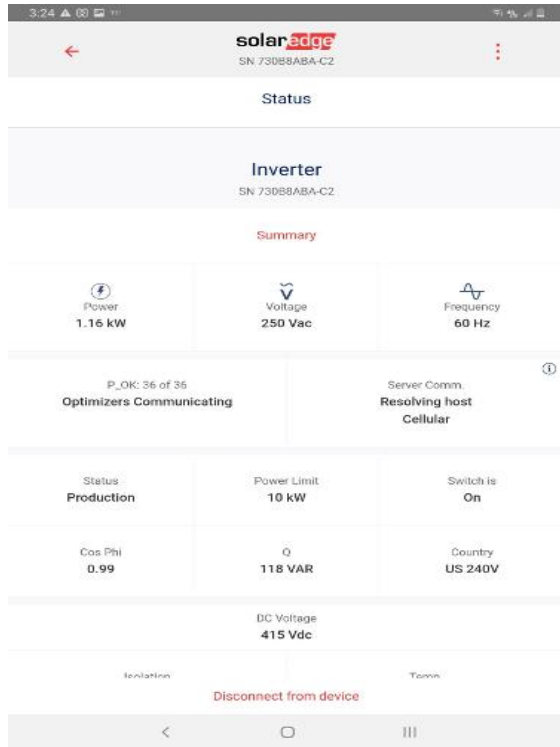 3:24
solaredge
SN 730B8ABA-C2
Status
Inverter
SN 730B8ABA-C2
Summary
Power
1.16 kW
Voltage
250 Vac
Frequency
60 Hz
P_OK: 36 of 36
Optimizers Communicating
Server Comm.
Resolving host
Cellular
Status
Production
Power Limit
10 kW
Switch is
On
Cos Phi
0.99
Q
118 VAR
Country
US 240V
DC Voltage
415 Vdc
Isolation
Temp
Disconnect from device